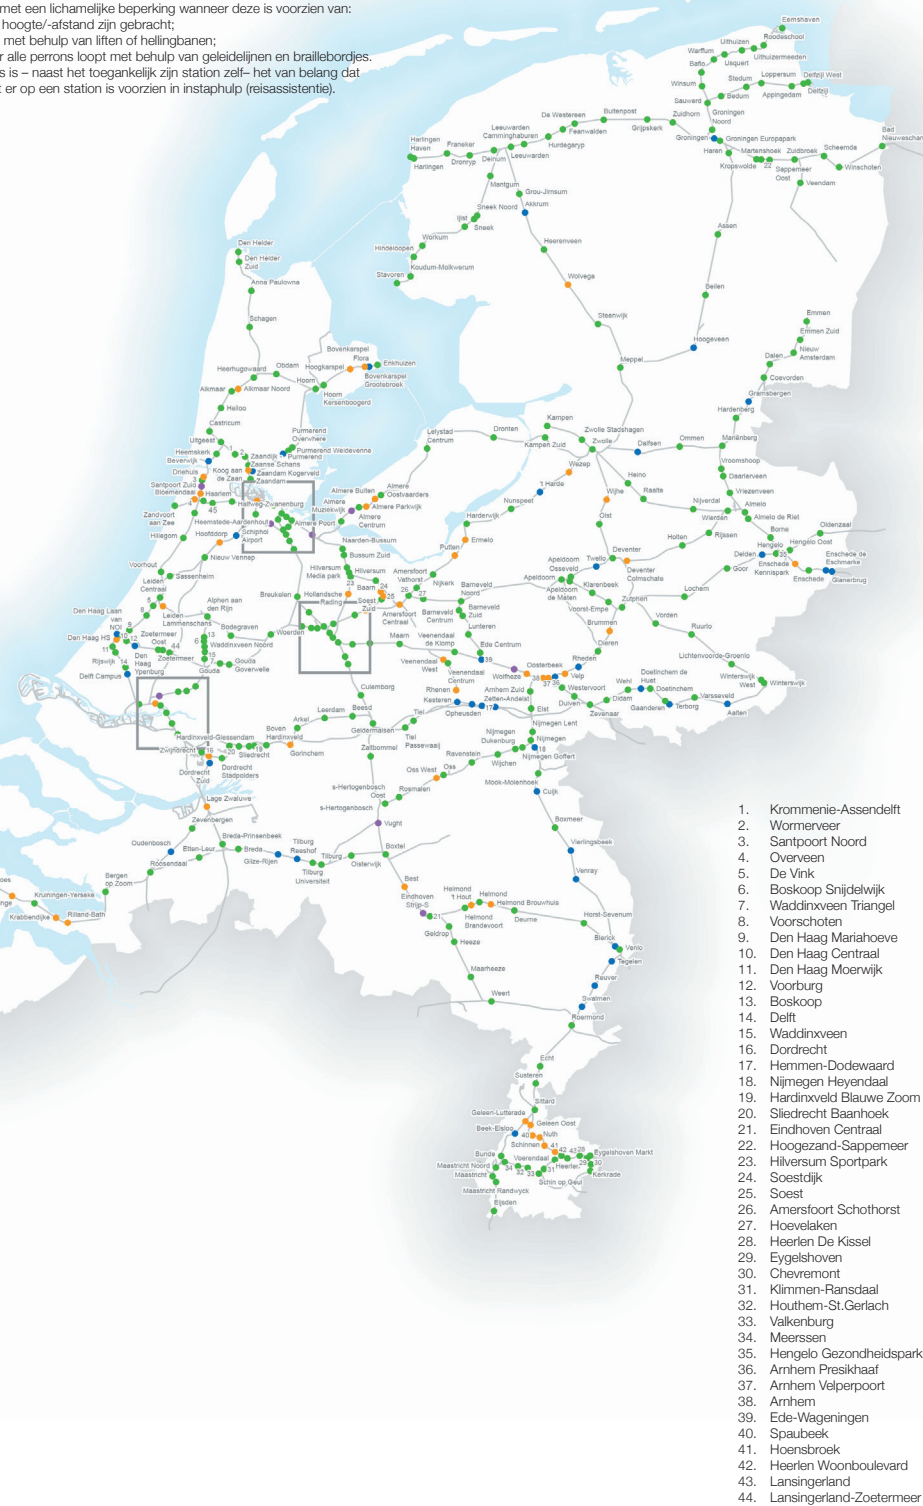 met een lichamelijke beperking wanneer deze is voorzien van:
hoogte/-afstand zijn gebracht;
met behulp van liften of hellingbanen;
alle perrons loopt met behulp van geleidelijnen en braillebordjes.
s is – naast het toegankelijk zijn station zelf– het van belang dat
er op een station is voorzien in instaphulp (reisassistentie).
Eemshaven
Roodeschool
Uithuizen
Uithuizermeeden
Warffum
Usquert
Baflo
Stedum
Loppersum
Delfzijl West
Winsum
Bedum
Appingedam
Delfzijl
Sauwerd
Groningen
Noord
Groningen
Groningen Europapark
Haren
Kropswolde
Martenshoek
22
Sappemeer
Oost
Zuidbroek
Scheemda
Winschoten
Bad
Nieuweschan
Veendam
Zuidhorn
Grijpskerk
Buitenpost
De Westereen
Feanwalden
Hurdegaryp
Leeuwarden
Camminghaburen
Leeuwarden
Deinum
Dronryp
Franeker
Harlingen
Haven
Harlingen
Mantgum
Grou-Jirnsum
Sneek Noord
Akkrum
IJlst
Sneek
Workum
Hindeloopen
Koudum-Molkwerum
Stavoren
Heerenveen
Wolvega
Steenwijk
Meppel
Assen
Beilen
Hoogeveen
Emmen
Emmen Zuid
Nieuw
Amsterdam
Dalen
Coevorden
Gramsbergen
Hardenberg
Mariënberg
Vroomshoop
Daarlerveen
Vriezenveen
Almelo
Almelo de Riet
Borne
Hengelo
35
Hengelo Oost
Oldenzaal
Enschede de
Eschmarke
Glanerbrug
Enschede
Enschede
Kennispark
Delden
Goor
Lochem
Den Helder
Den Helder
Zuid
Anna Paulowna
Schagen
Heerhugowaard
Obdam
Hoorn
Hoogkarspel
Bovenkarspel
Flora
Enkhuizen
Bovenkarspel
Grootebroek
Hoorn
Kersenboogerd
Alkmaar
Alkmaar Noord
Heiloo
Castricum
Uitgeest
Heemskerk
Beverwijk
Driehuis
Santpoort Zuid
Bloemendaal
Zandvoort
aan Zee
Haarlem
Koog aan
de Zaan
Zaandijk
Zaanse Schans
Zaandam Kogerveld
Zaandam
Purmerend
Overwhere
Purmerend Weidevenne
Purmerend
Halfweg-Zwanenburg
Heemstede-Aardenhout
Hoofddorp
Schiphol
Airport
Hillegom
Nieuw Vennep
Voorhout
Sassenheim
Leiden
Centraal
Leiden
Lammenschans
Alphen aan
den Rijn
Bodegraven
Woerden
Breukelen
Almere Poort
Almere
Muziekwijk
Almere Buiten
Almere
Oostvaarders
Almere Parkwijk
Almere
Centrum
Naarden-Bussum
Bussum Zuid
Hilversum
Media park
Hilversum
Hollandsche
Rading
Baarn
Soest
Zuid
Amersfoort
Centraal
Amersfoort
Vathorst
Nijkerk
Putten
Ermelo
Harderwijk
Nunspeet
't Harde
Wezep
Lelystad
Centrum
Dronten
Kampen
Kampen Zuid
Zwolle Stadshagen
Zwolle
Dalfsen
Ommen
Heino
Raalte
Nijverdal
Wierden
Rijssen
Holten
Wijhe
Olst
Deventer
Deventer
Colmschate
Twello
Apeldoorn
Osseveld
Apeldoorn
Apeldoorn
de Maten
Klarenbeek
Voorst-Empe
Zutphen
Brummen
Dieren
Rheden
Velp
Vorden
Ruurlo
Lichtenvoorde-Groenlo
Winterswijk
West
Winterswijk
Aalten
Varsseveld
Terborg
Doetinchem
Doetinchem de
Huet
Gaanderen
Wehl
Didam
Zevenaar
Duiven
Westervoort
Barneveld
Noord
Barneveld
Centrum
Barneveld
Zuid
Lunteren
Ede Centrum
Wolfheze
Oosterbeek
Maarn
Veenendaal
de Klomp
Veenendaal
West
Veenendaal
Centrum
Rhenen
Kesteren
Opheusden
Zetten-Andelst
Arnhem Zuid
Elst
Nijmegen Lent
Nijmegen
Nijmegen
Dukenburg
Nijmegen Goffert
Wijchen
Ravenstein
Oss
Oss West
Rosmalen
s-Hertogenbosch
Oost
s-Hertogenbosch
Vught
Boxtel
Best
Eindhoven
Strijp-S
Culemborg
Beesd
Leerdam
Arkel
Geldermalsen
Tiel
Passewaaij
Tiel
Zaltbommel
Gorinchem
Boven
Hardinxveld
Hardinxveld-Giessendam
Sliedrecht
Dordrecht
Stadpolders
Dordrecht
Zuid
Zwijndrecht
Lage Zwaluwe
Zevenbergen
Breda-Prinsenbeek
Breda
Etten-Leur
Oudenbosch
Roosendaal
Bergen
op Zoom
Gilze-Rijen
Tilburg
Reeshof
Tilburg
Universiteit
Tilburg
Oisterwijk
Kruiningen-Yerseke
Krabbendijke
Rilland-Bath
Den Haag Laan
van NOI
Den Haag HS
Rijswijk
Delft Campus
Den
Haag
Ypenburg
Zoetermeer
Oost
Zoetermeer
Waddinxveen Noord
Gouda
Gouda
Goverwelle
Mook-Molenhoek
Cuijk
Boxmeer
Vierlingsbeek
Venray
Horst-Sevenum
Blerick
Venlo
Tegelen
Reuver
Swalmen
Roermond
Helmond
't Hout
Helmond
Helmond Brouwhuis
Helmond
Brandevoort
Deurne
Geldrop
Heeze
Maarheeze
Weert
Echt
Susteren
Sittard
Geleen-Lutterade
Geleen Oost
Beek-Elsloo
Nuth
Schinnen
Bunde
Voerendaal
Heerlen
Eygelshoven Markt
Kerkrade
Maastricht Noord
Maastricht
Maastricht Randwyck
Schin op Geul
Eijsden
1. Krommenie-Assendelft
2. Wormerveer
3. Santpoort Noord
4. Overveen
5. De Vink
6. Boskoop Snijdelwijk
7. Waddinxveen Triangel
8. Voorschoten
9. Den Haag Mariahoeve
10. Den Haag Centraal
11. Den Haag Moerwijk
12. Voorburg
13. Boskoop
14. Delft
15. Waddinxveen
16. Dordrecht
17. Hemmen-Dodewaard
18. Nijmegen Heyendaal
19. Hardinxveld Blauwe Zoom
20. Sliedrecht Baanhoek
21. Eindhoven Centraal
22. Hoogezand-Sappemeer
23. Hilversum Sportpark
24. Soestdijk
25. Soest
26. Amersfoort Schothorst
27. Hoevelaken
28. Heerlen De Kissel
29. Eygelshoven
30. Chevremont
31. Klimmen-Ransdaal
32. Houthem-St.Gerlach
33. Valkenburg
34. Meerssen
35. Hengelo Gezondheidspark
36. Arnhem Presikhaaf
37. Arnhem Velperpoort
38. Arnhem
39. Ede-Wageningen
40. Spaubeek
41. Hoensbroek
42. Heerlen Woonboulevard
43. Lansingerland
44. Lansingerland-Zoetermeer